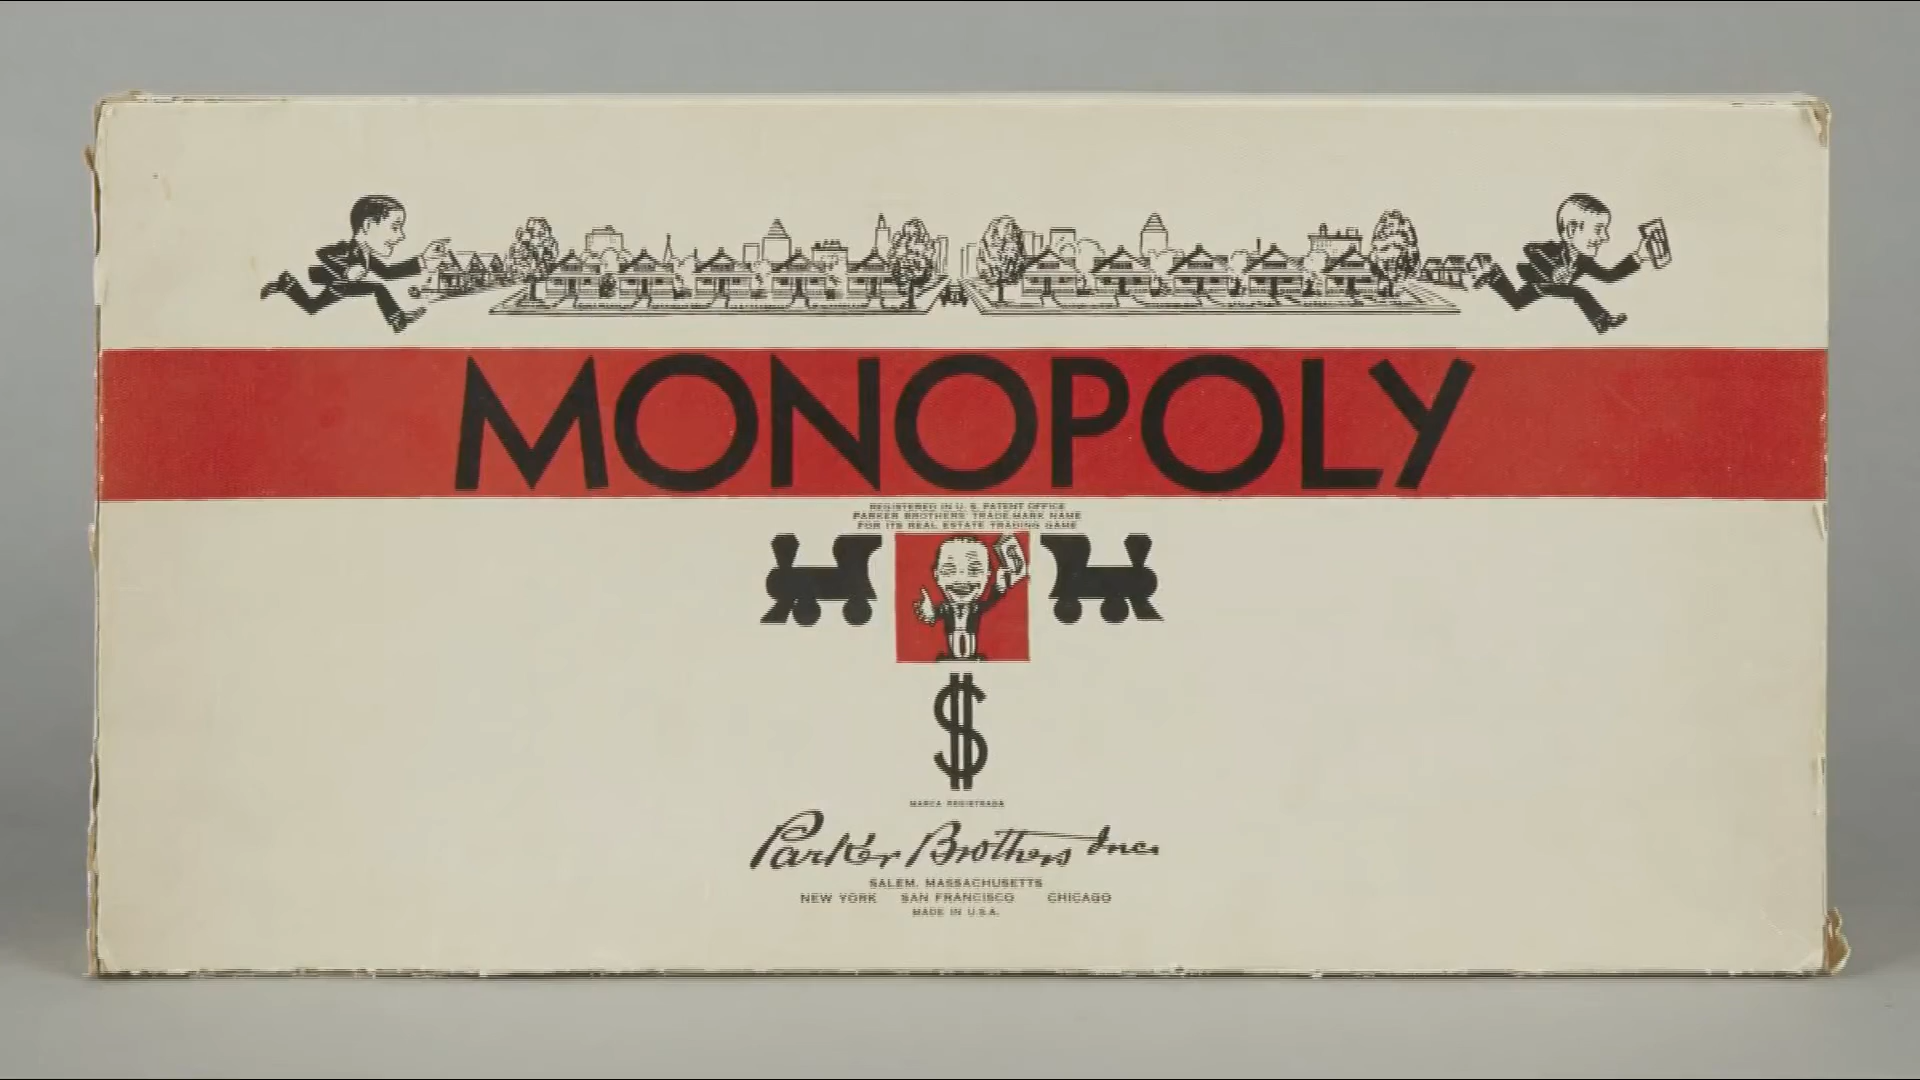 MONOPOLY
REGISTERED IN U. S. PATENT OFFICE
PARKER BROTHERS' TRADE MARK NAME
FOR ITS REAL ESTATE TRADING GAME
$
$
MARCA REGISTRADA
Parker Brothers Inc.
SALEM, MASSACHUSETTS
NEW YORK SAN FRANCISCO CHICAGO
MADE IN U.S.A.